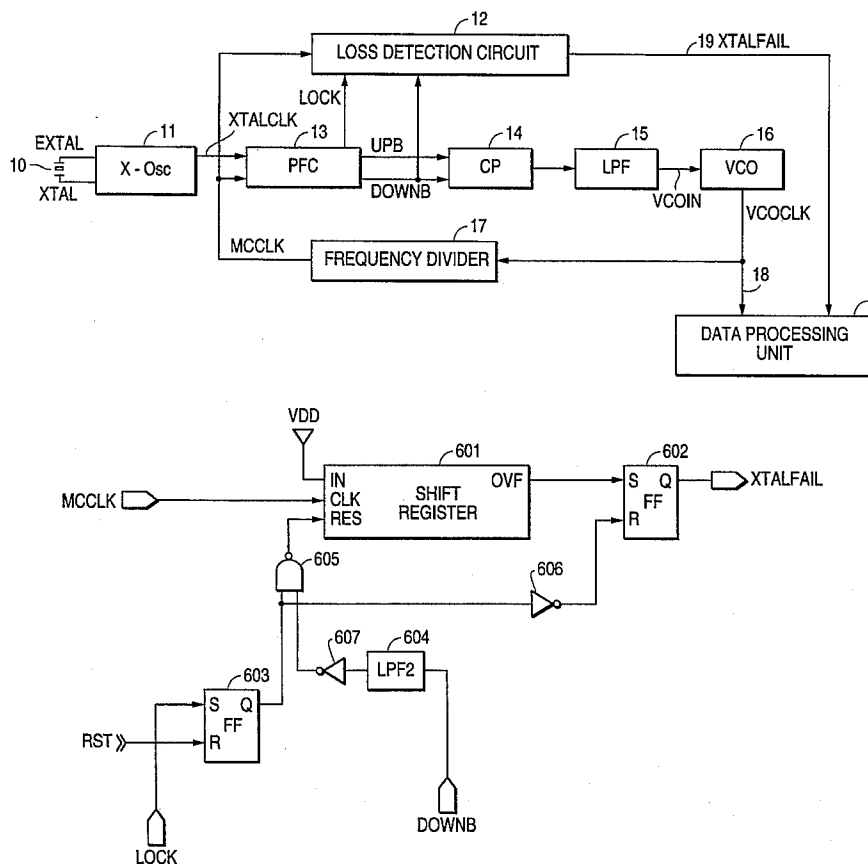 12
LOSS DETECTION CIRCUIT
19 XTALFAIL
LOCK
EXTAL
11
XTALCLK
13
14
15
16
10
X - Osc
PFC
UPB
CP
LPF
VCO
XTAL
DOWNB
VCOIN
VCOCLK
17
MCCLK
FREQUENCY DIVIDER
18
DATA PROCESSING
UNIT
VDD
601
602
IN
OVF
S Q
XTALFAIL
MCCLK
CLK
SHIFT
REGISTER
FF
RES
R
605
606
607
604
603
LPF2
S Q
FF
RST
R
DOWNB
LOCK